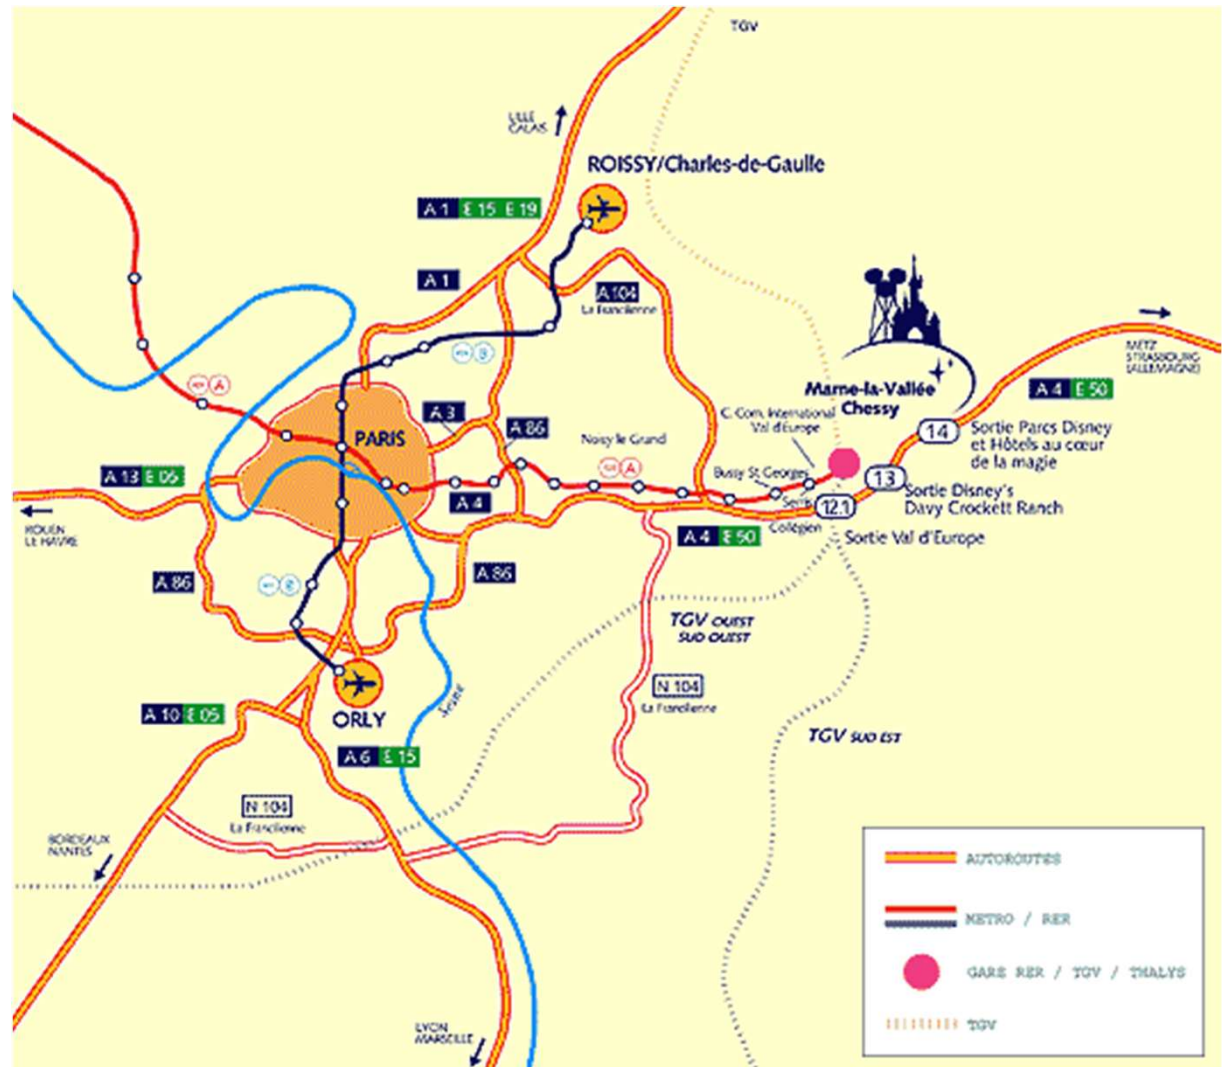 TGV
LILLE
CALAIS
ROISSY/Charles-de-Gaulle
A 1 E 15 E 19
A 1
A 104
La Francilienne
RER B
METZ
STRASBOURG
(ALLEMAGNE)
A 4 E 50
Marne-la-Vallée
Chessy
RER A
C. Com. International
Val d'Europe
A 3
A 86
PARIS
Noisy le Grand
14
Sortie Parcs Disney
et Hôtels au cœur
de la magie
RER A
Bussy St Georges
A 13 E 05
A 4
13
Sortie Disney's
Davy Crockett Ranch
Serris
12.1
Collégien
ROUEN
LE HAVRE
A 4 E 50
Sortie Val d'Europe
A 86
RER B
A 86
TGV OUEST
SUD OUEST
N 104
La Francilienne
Seine
A 10 E 05
ORLY
TGV SUD EST
A 6 E 15
N 104
La Francilienne
BORDEAUX
NANTES
AUTOROUTES
METRO / RER
GARE RER / TGV / THALYS
TGV
LYON
MARSEILLE